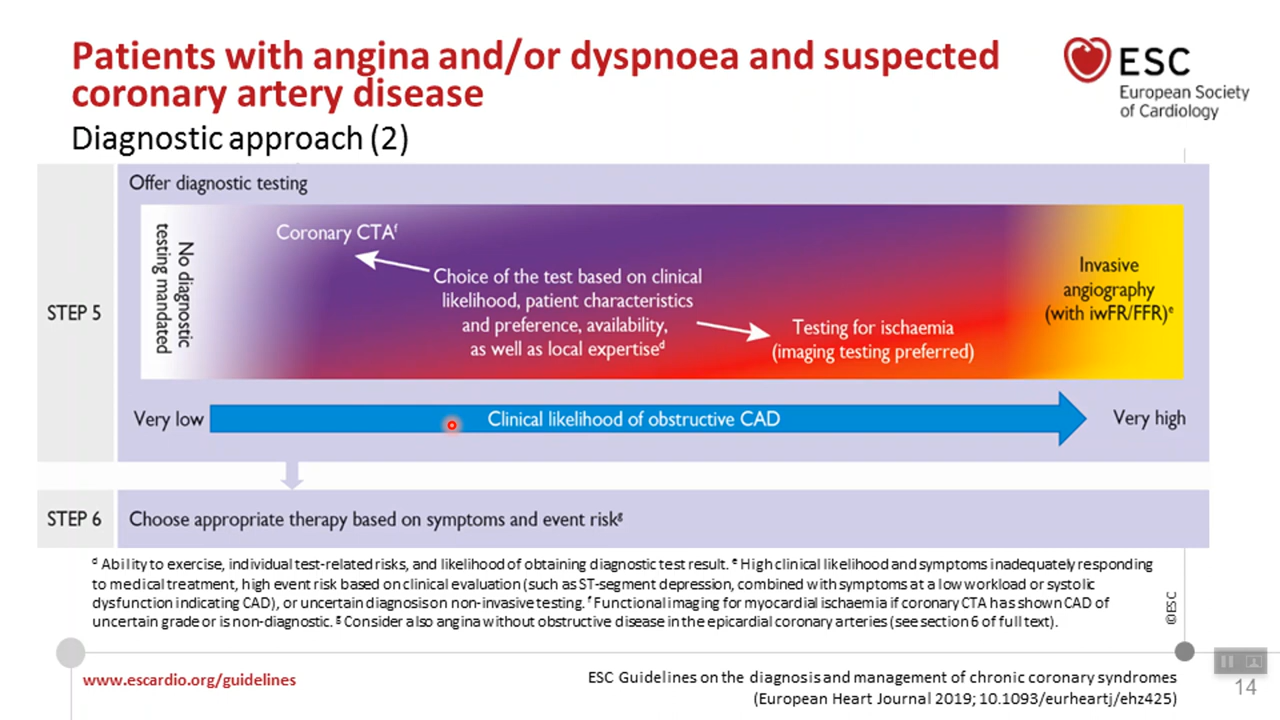 Patients with angina and/or dyspnoea and suspected
coronary artery disease
Diagnostic approach (2)
ESC
European Society
of Cardiology
STEP 5
Offer diagnostic testing
No diagnostic
testing mandated
Coronary CTAᶠ
Choice of the test based on clinical
likelihood, patient characteristics
and preference, availability,
as well as local expertiseᵈ
Testing for ischaemia
(imaging testing preferred)
Invasive
angiography
(with iwFR/FFR)ᵉ
Very low
Clinical likelihood of obstructive CAD
Very high
STEP 6
Choose appropriate therapy based on symptoms and event riskᵍ
ᵈ Ability to exercise, individual test-related risks, and likelihood of obtaining diagnostic test result. ᵉ High clinical likelihood and symptoms inadequately responding
to medical treatment, high event risk based on clinical evaluation (such as ST-segment depression, combined with symptoms at a low workload or systolic
dysfunction indicating CAD), or uncertain diagnosis on non-invasive testing. ᶠ Functional imaging for myocardial ischaemia if coronary CTA has shown CAD of
uncertain grade or is non-diagnostic. ᵍ Consider also angina without obstructive disease in the epicardial coronary arteries (see section 6 of full text).
©ESC
www.escardio.org/guidelines
ESC Guidelines on the diagnosis and management of chronic coronary syndromes
(European Heart Journal 2019; 10.1093/eurheartj/ehz425)
14